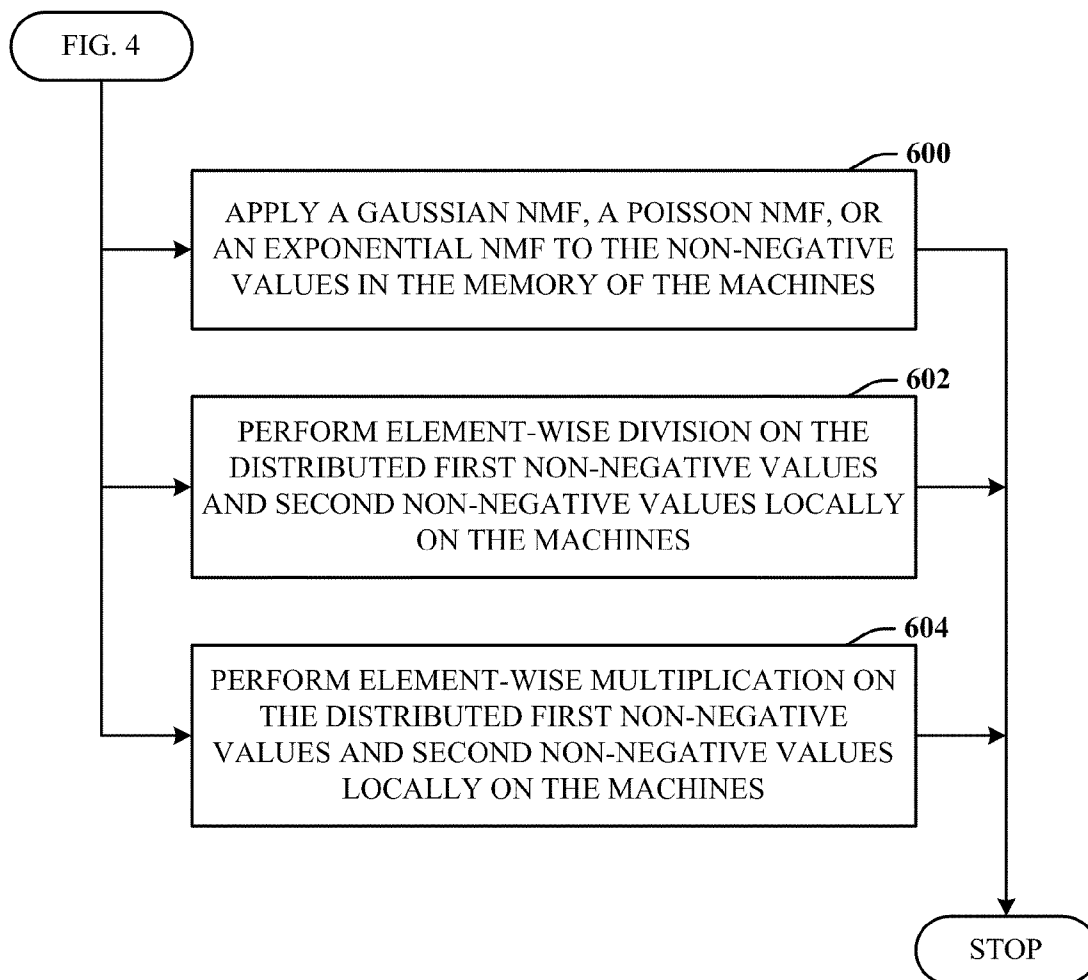 FIG. 4
600
APPLY A GAUSSIAN NMF, A POISSON NMF, OR
AN EXPONENTIAL NMF TO THE NON-NEGATIVE
VALUES IN THE MEMORY OF THE MACHINES
602
PERFORM ELEMENT-WISE DIVISION ON THE
DISTRIBUTED FIRST NON-NEGATIVE VALUES
AND SECOND NON-NEGATIVE VALUES LOCALLY
ON THE MACHINES
604
PERFORM ELEMENT-WISE MULTIPLICATION ON
THE DISTRIBUTED FIRST NON-NEGATIVE
VALUES AND SECOND NON-NEGATIVE VALUES
LOCALLY ON THE MACHINES
STOP